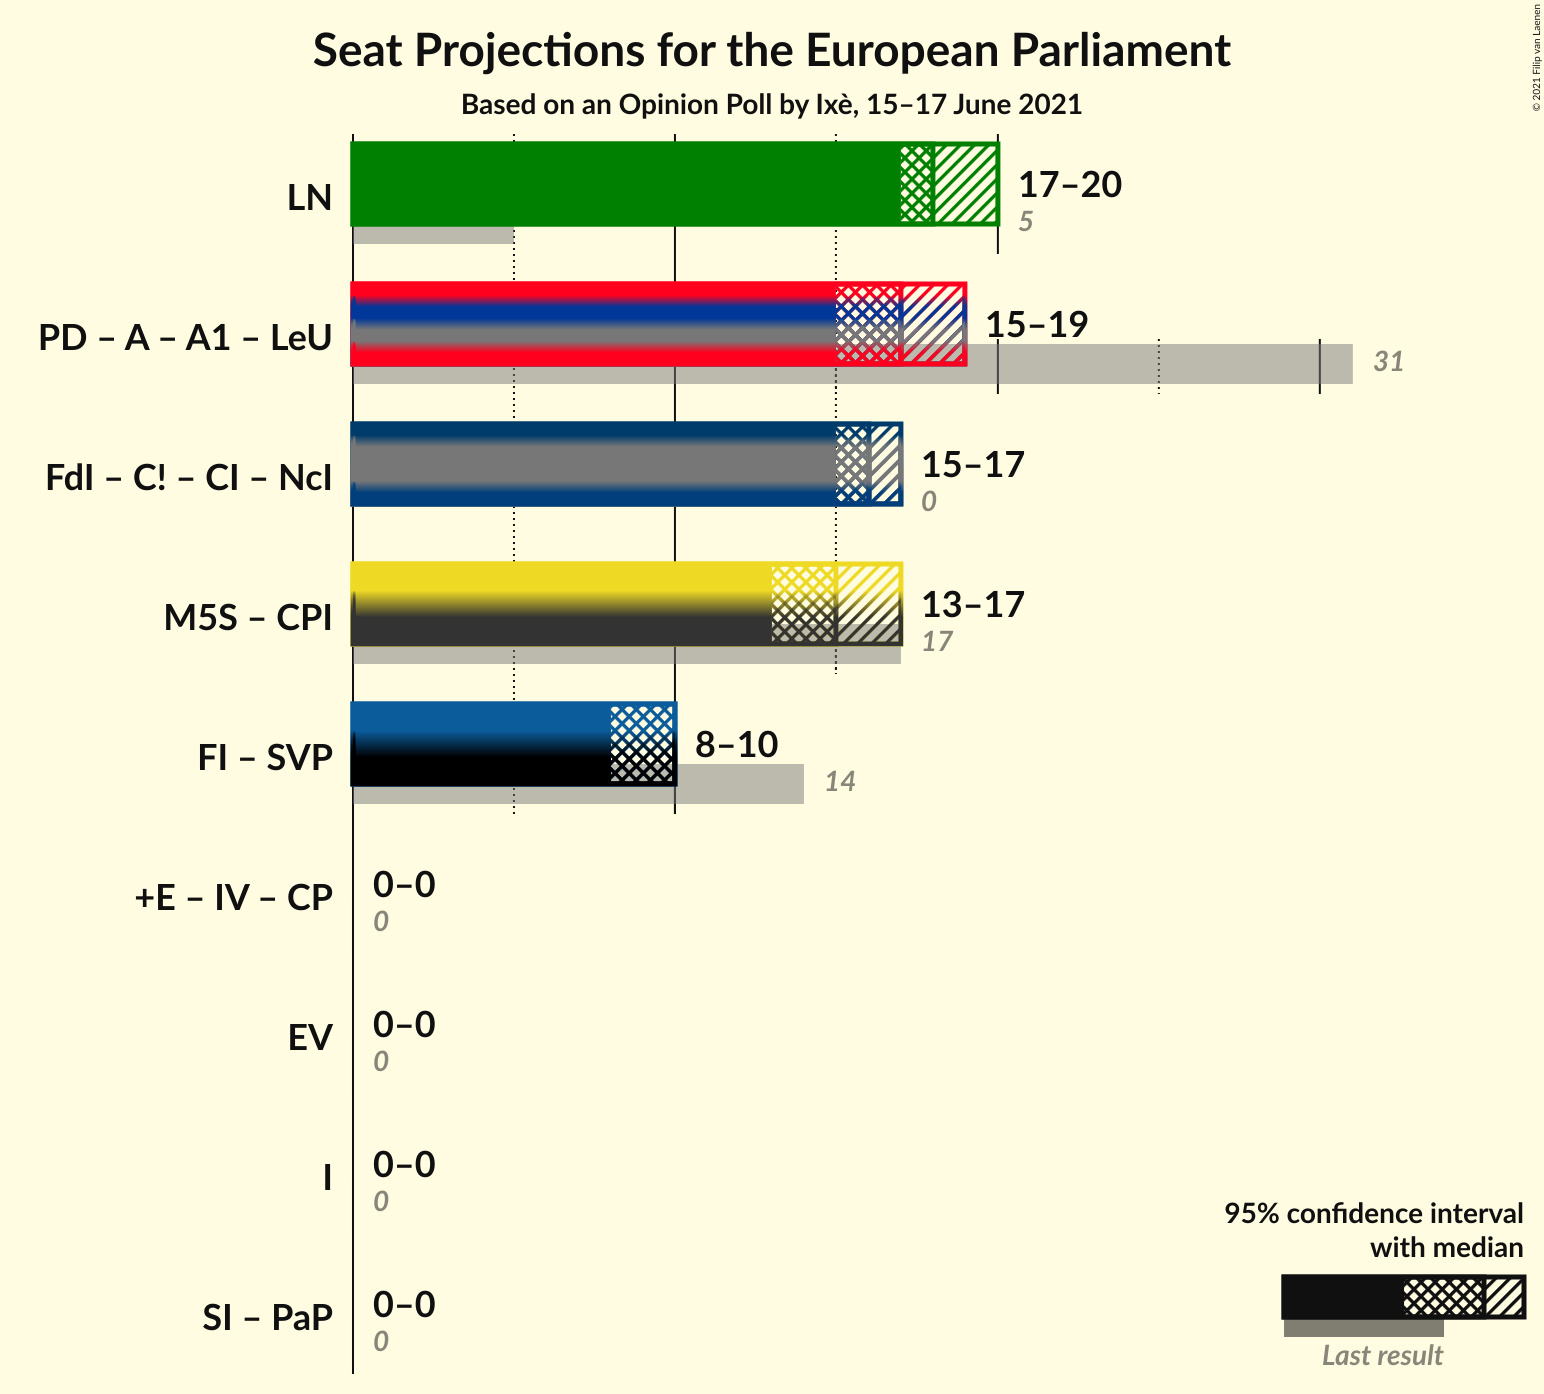 Seat Projections for the European Parliament
Based on an Opinion Poll by Ixè, 15–17 June 2021
© 2021 Filip van Laenen
LN
17–20
5
PD – A – A1 – LeU
15–19
31
FdI – C! – CI – NcI
15–17
0
M5S – CPI
13–17
17
FI – SVP
8–10
14
+E – IV – CP
0–0
0
EV
0–0
0
I
0–0
0
SI – PaP
0–0
0
95% confidence interval
with median
Last result